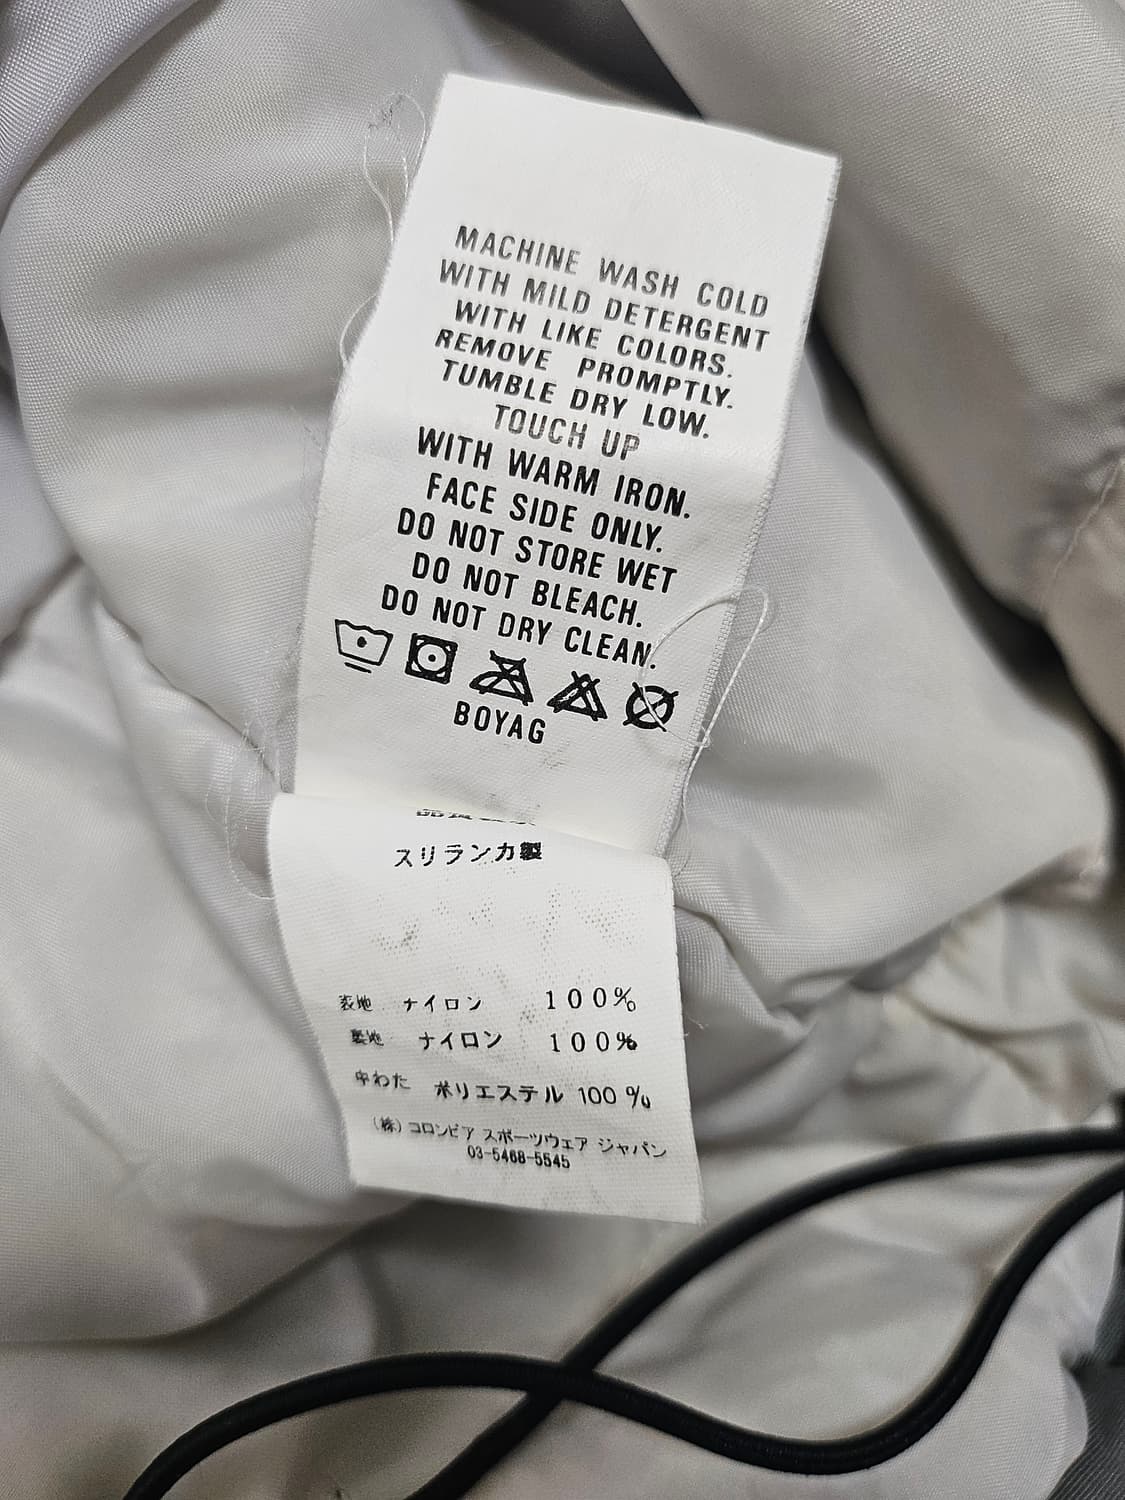 MACHINE WASH COLD
WITH MILD DETERGENT
WITH LIKE COLORS.
REMOVE PROMPTLY.
TUMBLE DRY LOW.
TOUCH UP
WITH WARM IRON.
FACE SIDE ONLY.
DO NOT STORE WET
DO NOT BLEACH.
DO NOT DRY CLEAN.
BOYAG
スリランカ製
表地 ナイロン 100%
裏地 ナイロン 100%
中わた ポリエステル 100%
(株)コロンビア スポーツウェア ジャパン
03-5468-5545